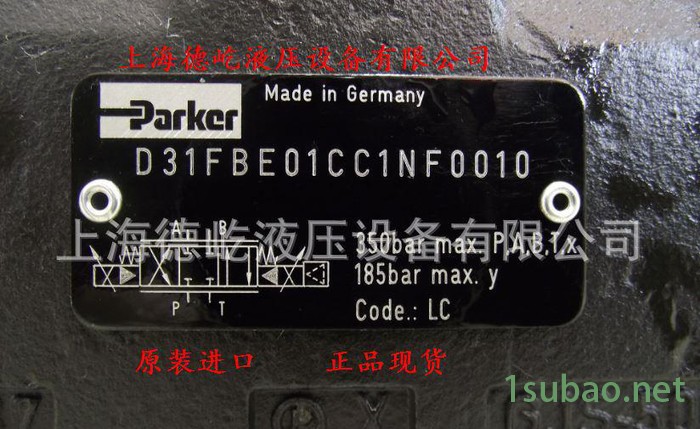 上海德屹液压设备有限公司
Parker
Made in Germany
D31FBE01CC1NF0010
上海德屹液压设备有限公司
A B
350bar max. P,A,B,T,x
185bar max. y
P T
Code.: LC
原装进口 正品现货
1subao.net
7
X